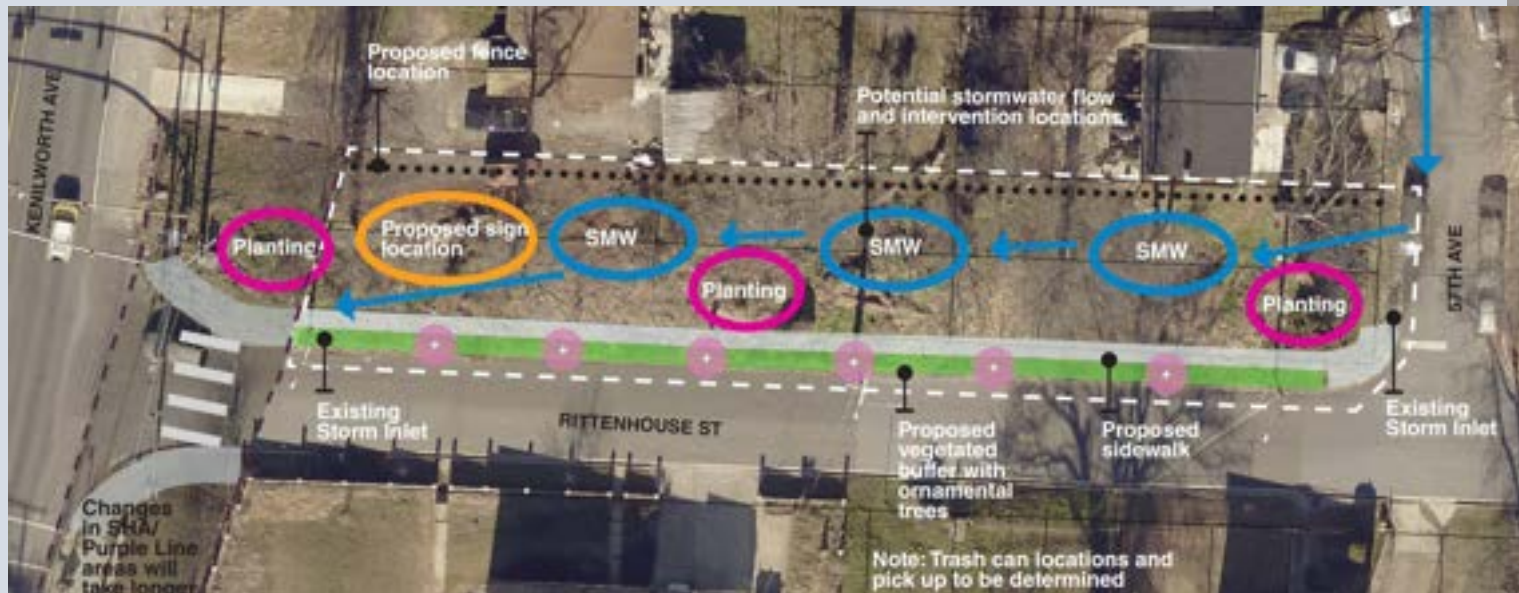 KENILWORTH AVE
Proposed fence
location
Potential stormwater flow
and intervention locations
Planting
Proposed sign
location
SMW
Planting
SMW
SMW
Planting
57TH AVE
Existing
Storm Inlet
RITTENHOUSE ST
Proposed
vegetated
buffer with
ornamental
trees
Proposed
sidewalk
Existing
Storm Inlet
Changes
in SHA/
Purple Line
areas will
take longer
Note: Trash can locations and
pick up to be determined